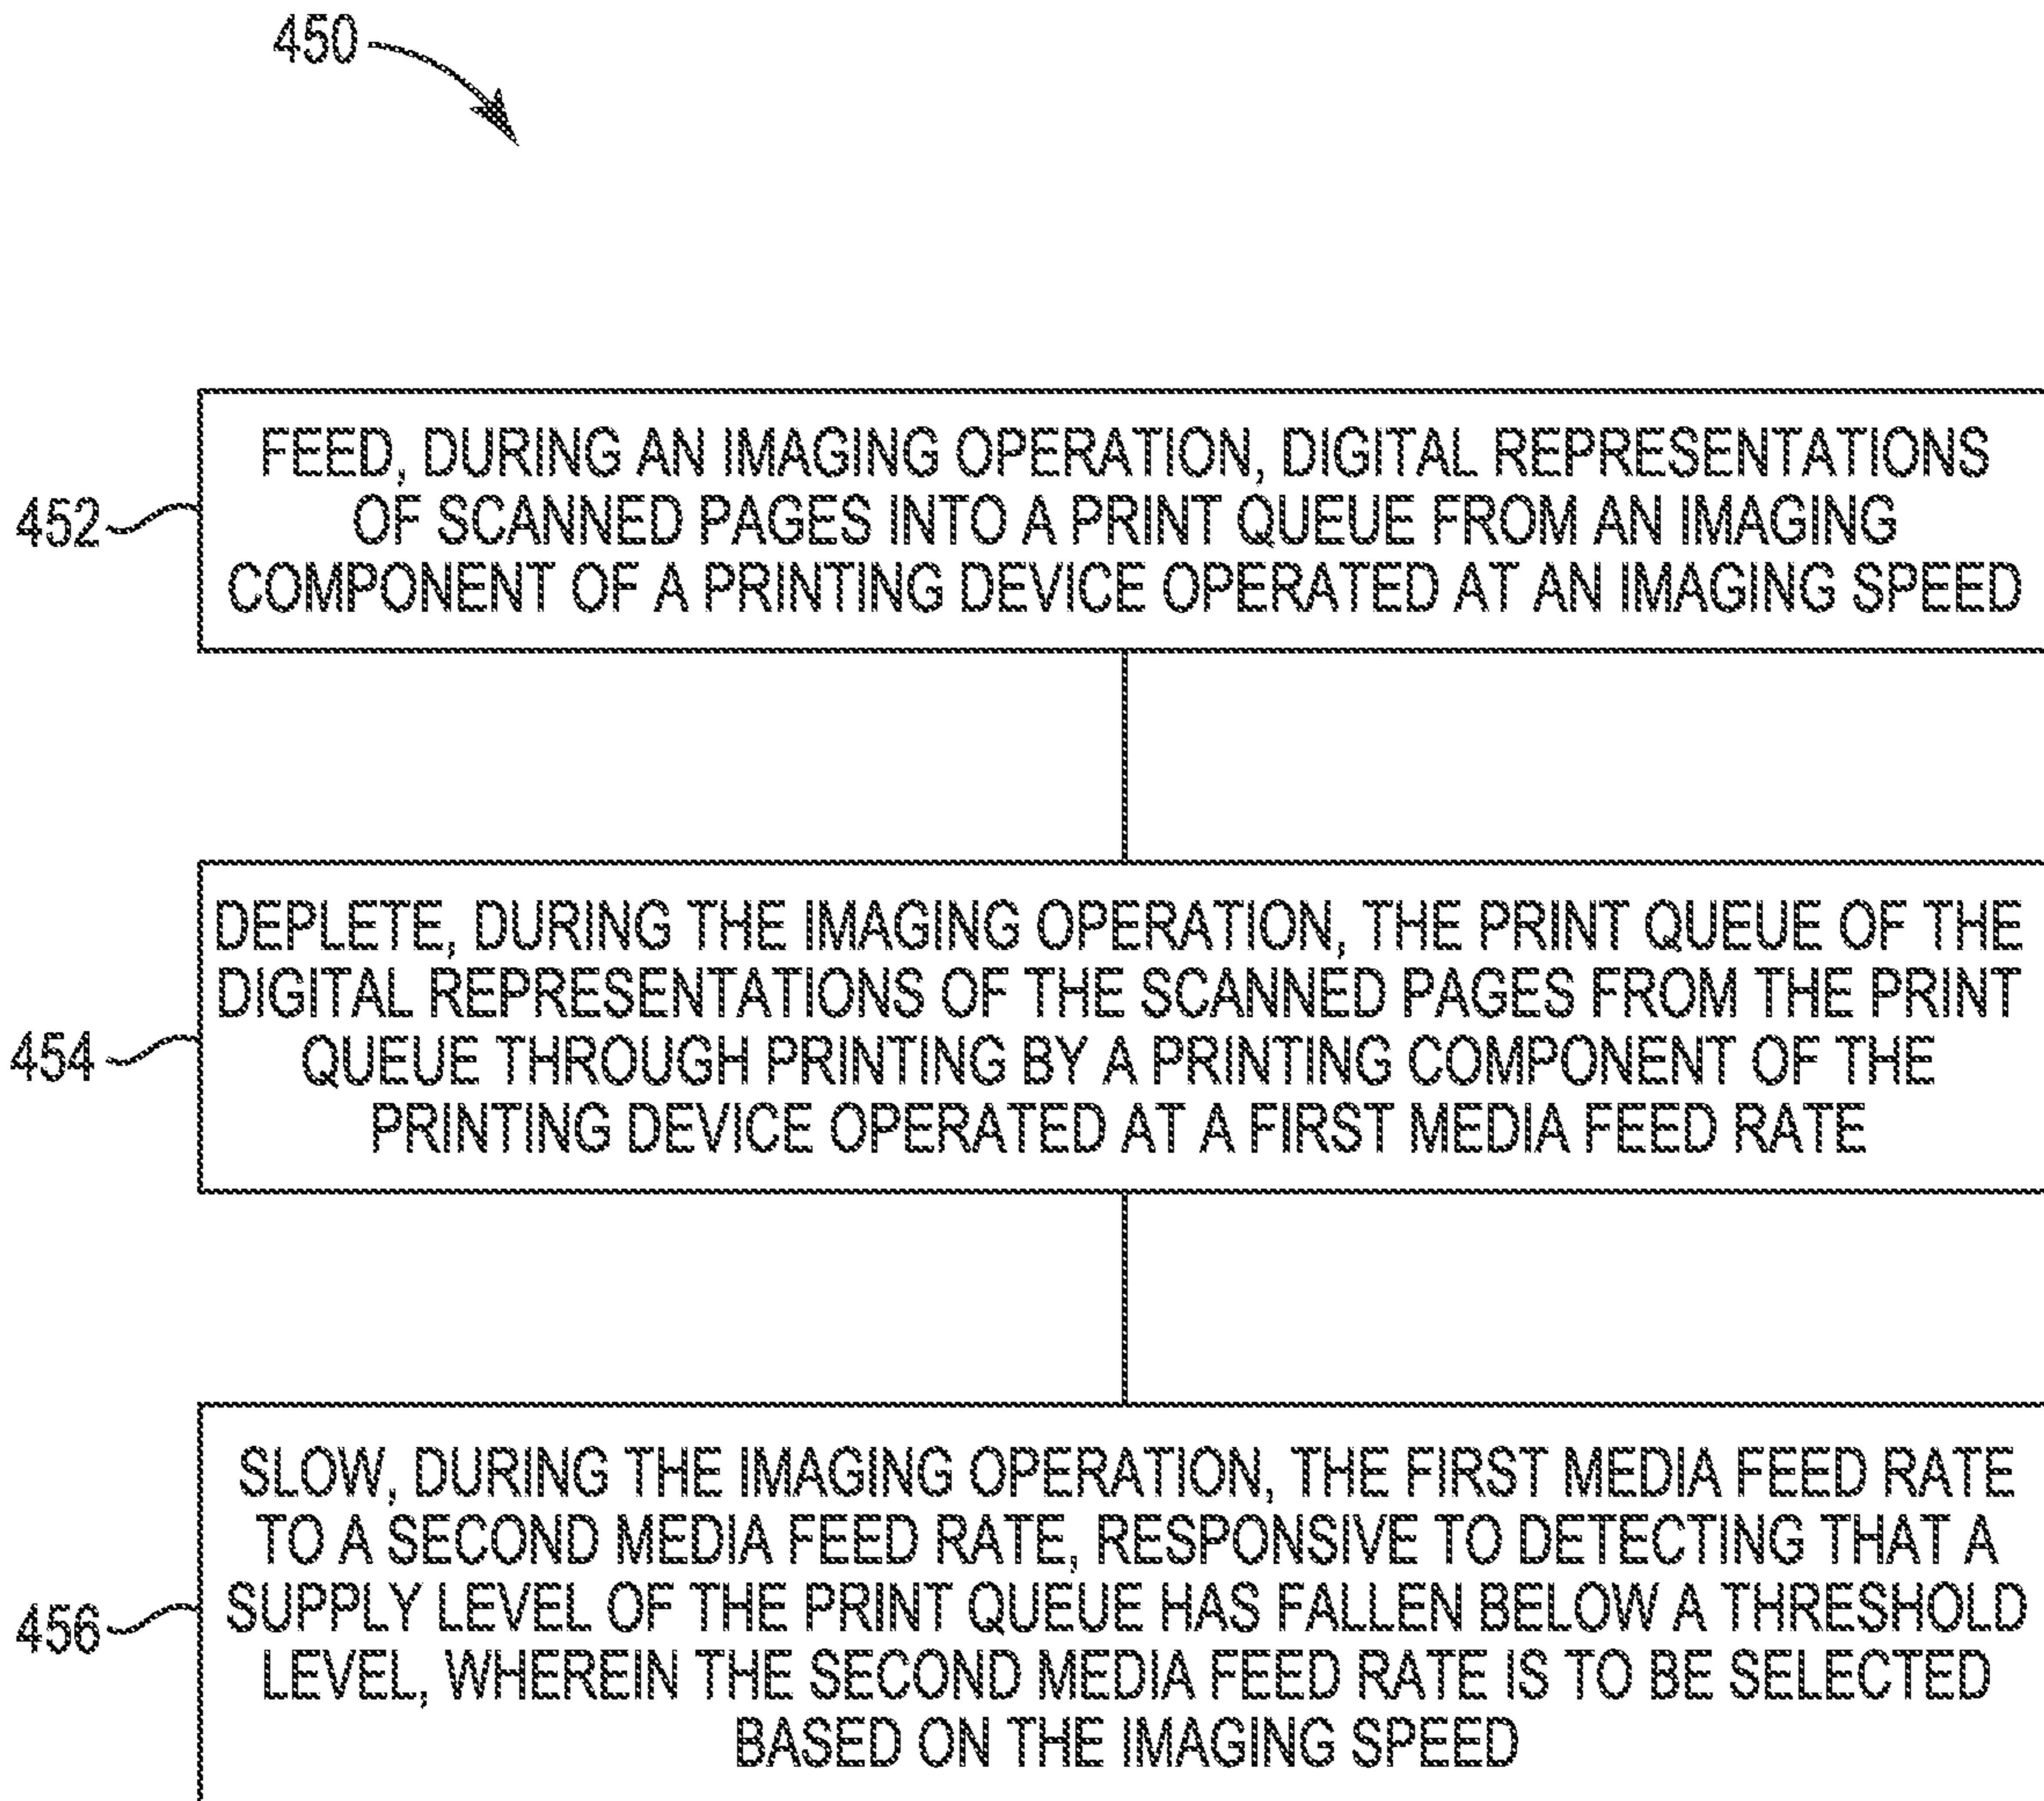 450
452
FEED, DURING AN IMAGING OPERATION, DIGITAL REPRESENTATIONS
OF SCANNED PAGES INTO A PRINT QUEUE FROM AN IMAGING
COMPONENT OF A PRINTING DEVICE OPERATED AT AN IMAGING SPEED
454
DEPLETE, DURING THE IMAGING OPERATION, THE PRINT QUEUE OF THE
DIGITAL REPRESENTATIONS OF THE SCANNED PAGES FROM THE PRINT
QUEUE THROUGH PRINTING BY A PRINTING COMPONENT OF THE
PRINTING DEVICE OPERATED AT A FIRST MEDIA FEED RATE
456
SLOW, DURING THE IMAGING OPERATION, THE FIRST MEDIA FEED RATE
TO A SECOND MEDIA FEED RATE, RESPONSIVE TO DETECTING THAT A
SUPPLY LEVEL OF THE PRINT QUEUE HAS FALLEN BELOW A THRESHOLD
LEVEL, WHEREIN THE SECOND MEDIA FEED RATE IS TO BE SELECTED
BASED ON THE IMAGING SPEED